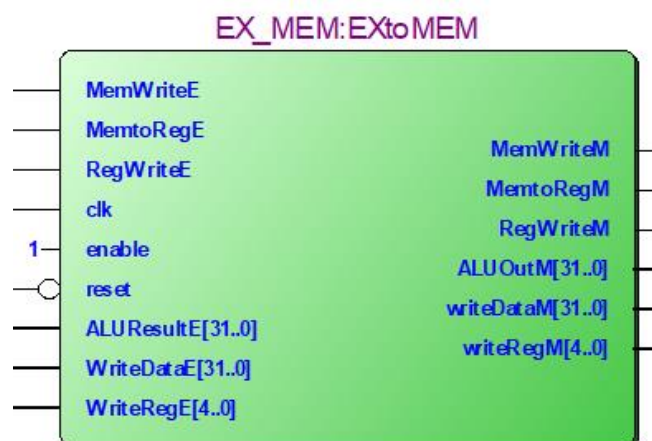 EX_MEM:EXtoMEM
MemWriteE
MemtoRegE
RegWriteE
clk
1
enable
reset
ALUResultE[31..0]
WriteDataE[31..0]
WriteRegE[4..0]
MemWriteM
MemtoRegM
RegWriteM
ALUOutM[31..0]
writeDataM[31..0]
writeRegM[4..0]